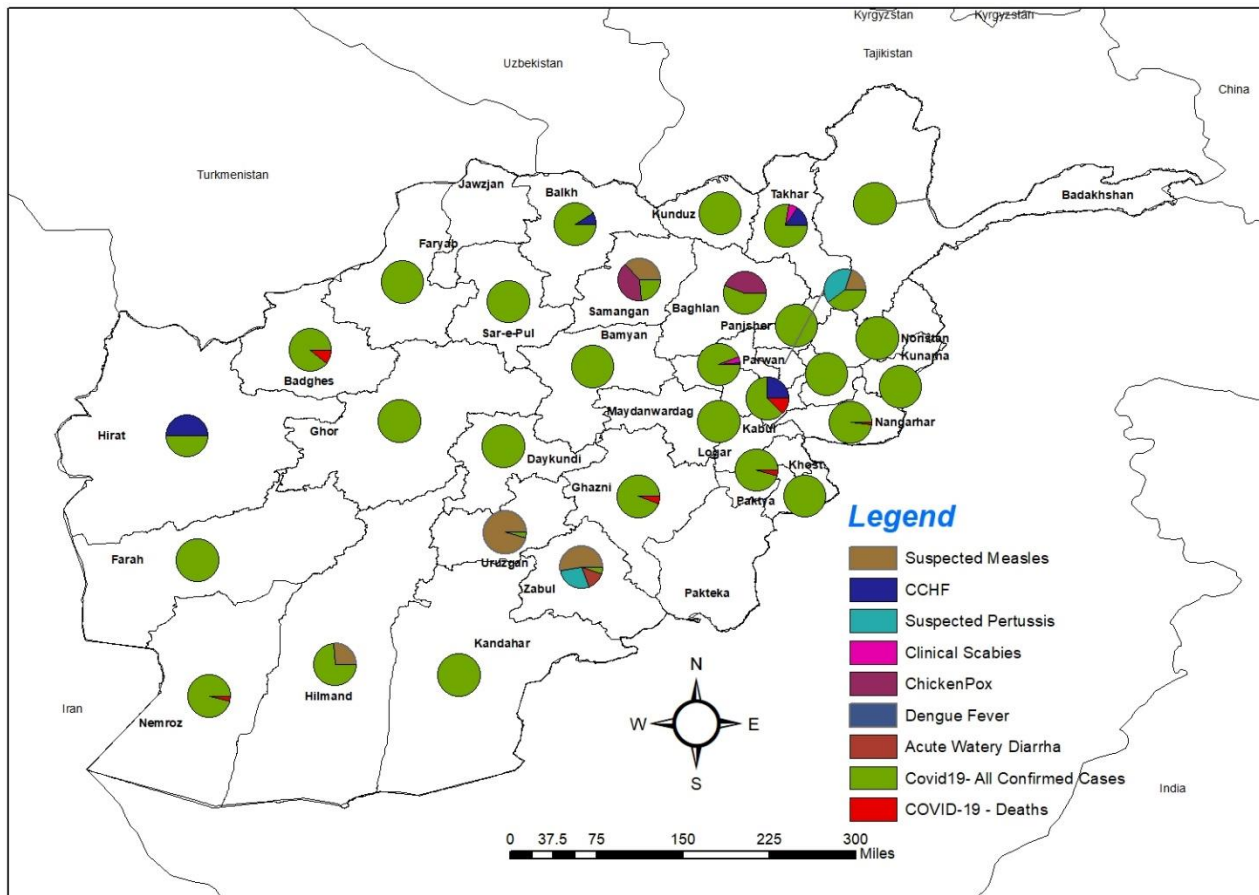 Kyrgyzstan
Kyrgyzstan
Tajikistan
Uzbekistan
China
Turkmenistan
Jawzjan
Balkh
Kunduz
Takhar
Badakhshan
Faryab
Sar-e-Pul
Samangan
Baghlan
Panjsher
Nonstan
Kunarha
Badghes
Bamyan
Parwan
Hirat
Ghor
Daykundi
Maydanwardag
Kabul
Nangarhar
Logar
Khost
Ghazni
Paktya
Farah
Uruzgan
Zabul
Pakteka
Kandahar
Iran
Nemroz
Hilmand
India
N
W
E
S
Legend
Suspected Measles
CCHF
Suspected Pertussis
Clinical Scabies
ChickenPox
Dengue Fever
Acute Watery Diarrha
Covid19- All Confirmed Cases
COVID-19 - Deaths
0 37.5 75 150 225 300
Miles